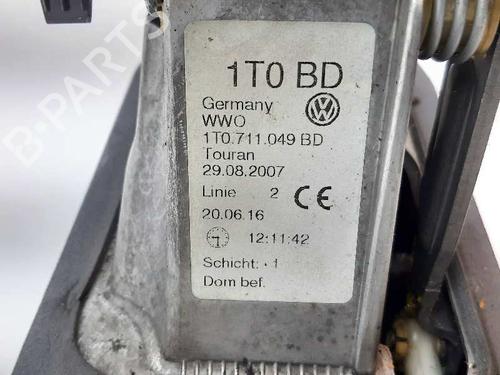 1T0 BD
Germany
WWO
1T0.711.049 BD
Touran
29.08.2007
Linie 2 CE
20.06.16
12:11:42
Schicht: 1
Dom bef.
B-PARTS